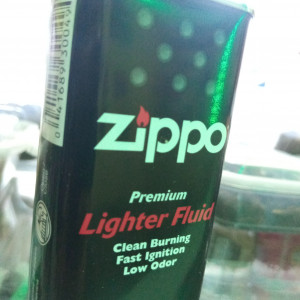 Zippo
Premium
Lighter Fluid
Clean Burning
Fast Ignition
Low Odor